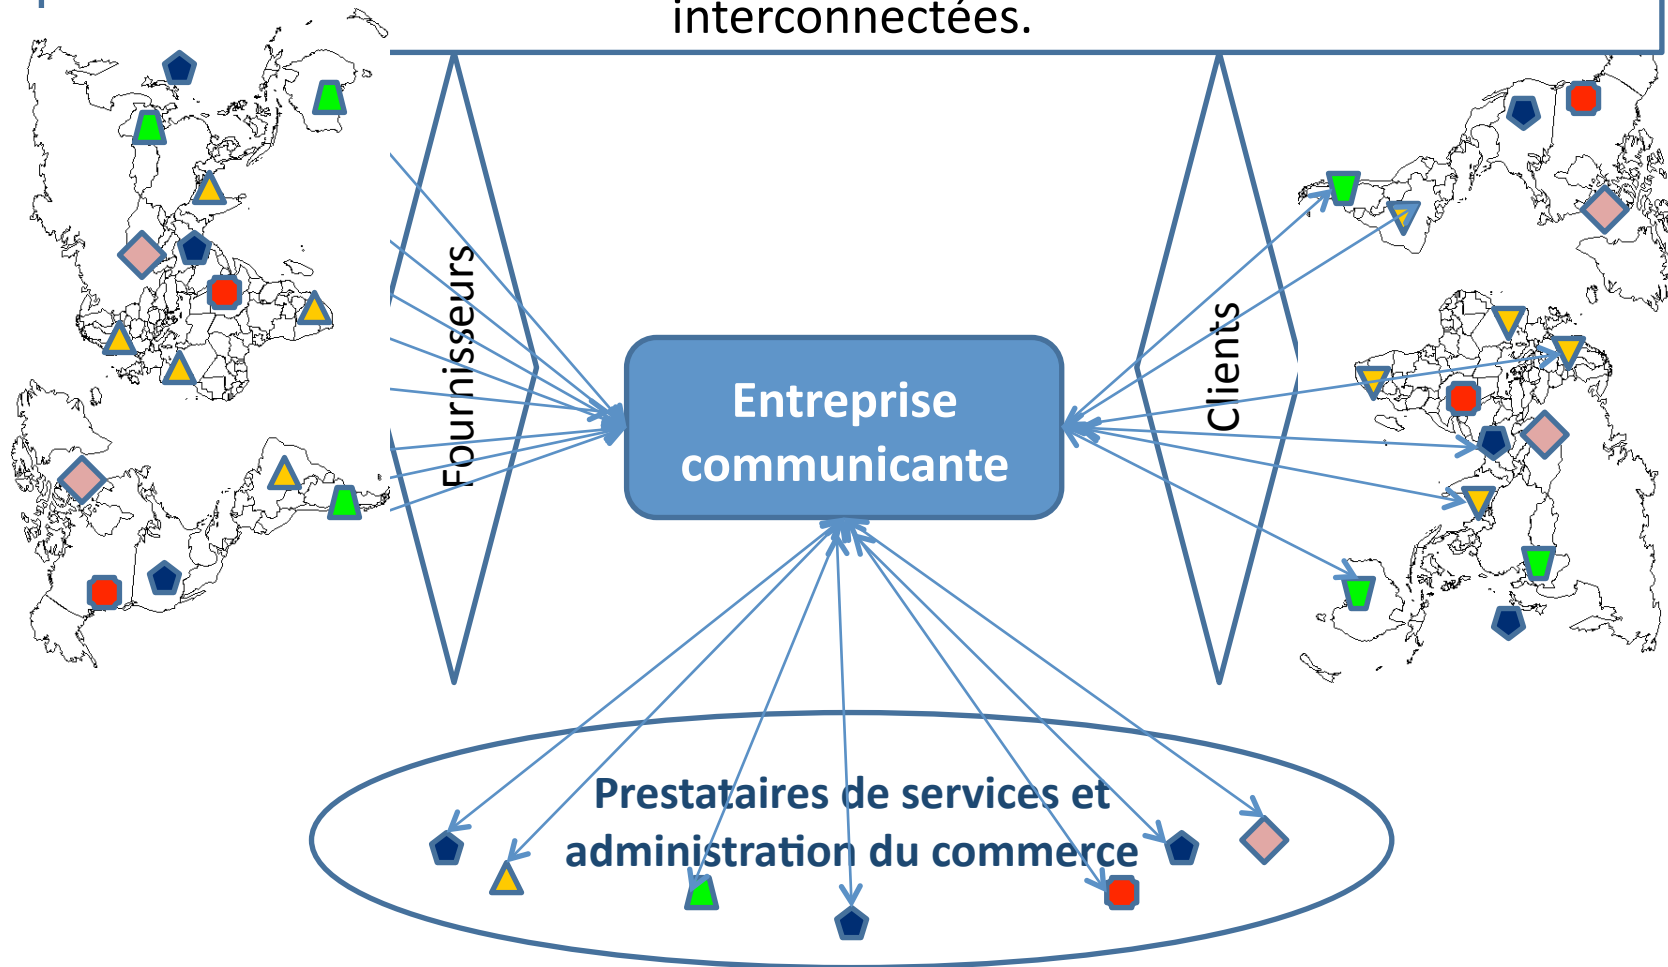 interconnectées.
Fournisseurs
Clients
Entreprise
communicante
Prestataires de services et
administration du commerce